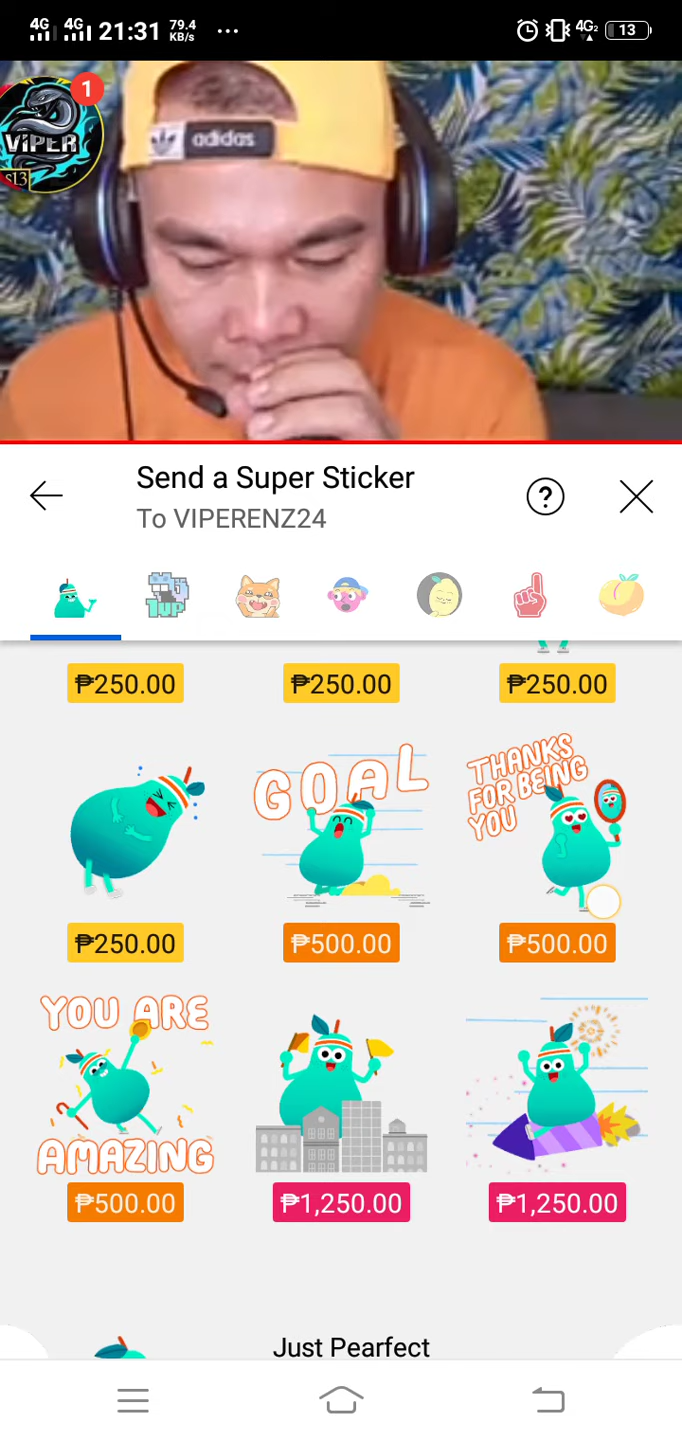 4G 4G 21:31 79.4 KB/s ... 4G2 13
1
VIPER
S13
adidas
Send a Super Sticker
To VIPERENZ24
?
1UP
₱250.00 ₱250.00 ₱250.00
GOAL
THANKS
FOR BEING
YOU
₱250.00 ₱500.00 ₱500.00
YOU ARE
AMAZING
₱500.00 ₱1,250.00 ₱1,250.00
Just Pearfect